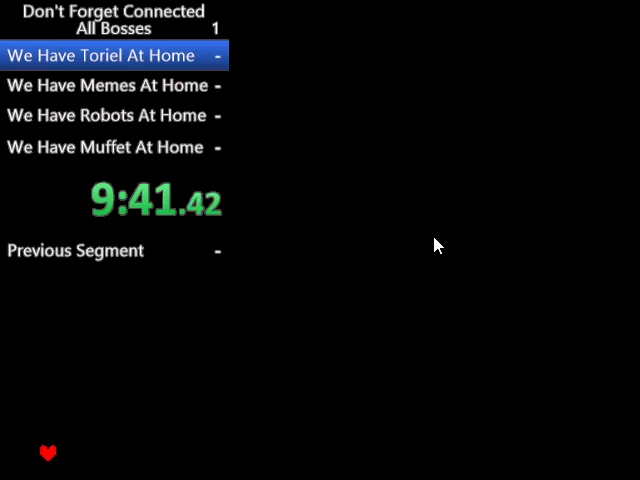 Don't Forget Connected
All Bosses 1
We Have Toriel At Home -
We Have Memes At Home -
We Have Robots At Home -
We Have Muffet At Home -
9:41.42
Previous Segment -